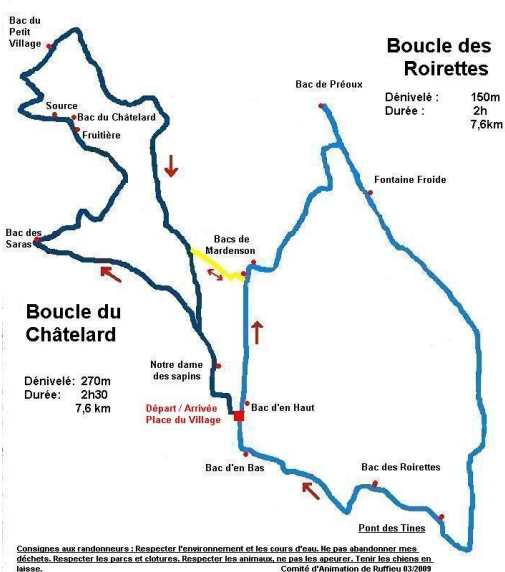 Bac du
Petit
Village
Boucle des
Roirettes
Bac de Préoux
Dénivelé : 150m
Durée : 2h
7,6km
Source
Bac du Châtelard
Fruitière
Fontaine Froide
Bac des
Saras
Bacs de
Mardenson
Boucle du
Châtelard
Notre dame
des sapins
Dénivelé: 270m
Durée: 2h30
7,6 km
Départ / Arrivée
Place du Village
Bac d'en Haut
Bac d'en Bas
Bac des Roirettes
Pont des Tines
Consignes aux randonneurs : Respecter l'environnement et les cours d'eau. Ne pas abandonner mes
déchets. Respecter les parcs et clotures. Respecter les animaux, ne pas les apeurer. Tenir les chiens en
laisse. Comité d'Animation de Ruffieu 03/2009